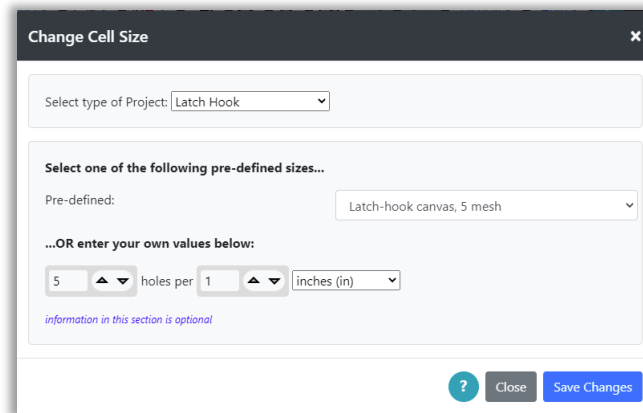 Change Cell Size ×
Select type of Project: Latch Hook
Select one of the following pre-defined sizes...
Pre-defined: Latch-hook canvas, 5 mesh
...OR enter your own values below:
5 holes per 1 inches (in)
information in this section is optional
? Close Save Changes